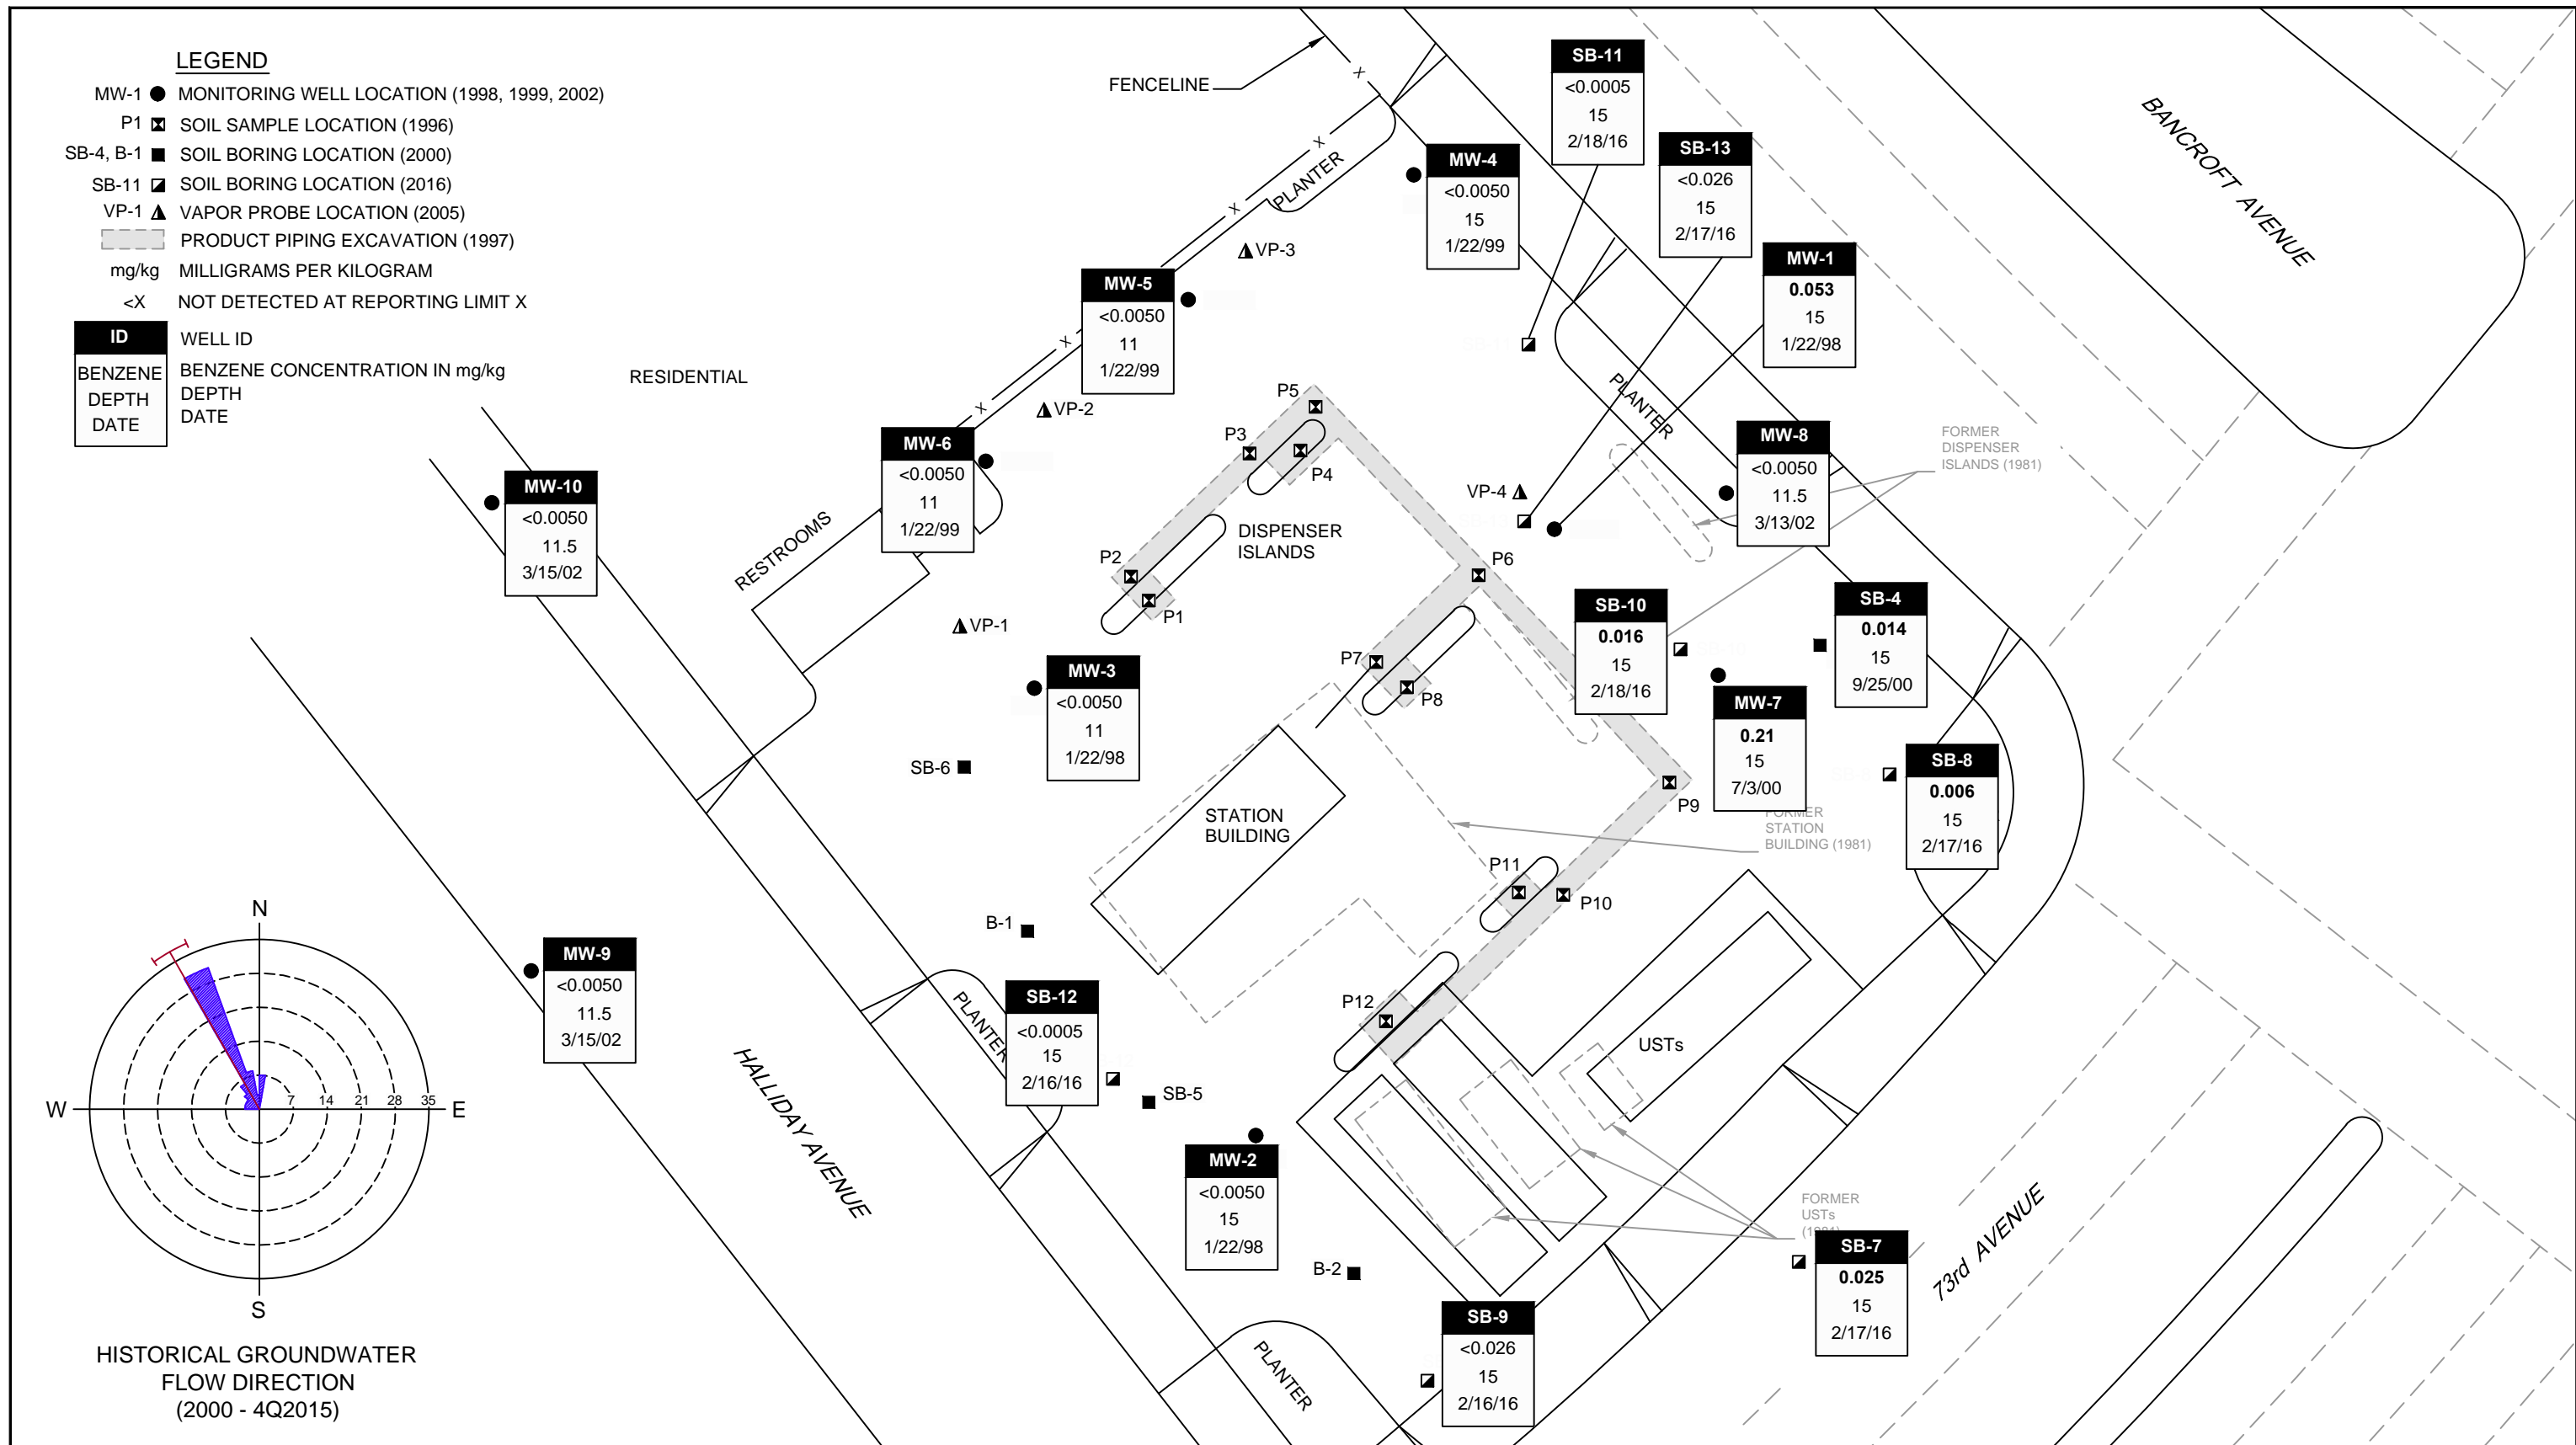 LEGEND
MW-1 MONITORING WELL LOCATION (1998, 1999, 2002)
P1 SOIL SAMPLE LOCATION (1996)
SB-4, B-1 SOIL BORING LOCATION (2000)
SB-11 SOIL BORING LOCATION (2016)
VP-1 VAPOR PROBE LOCATION (2005)
PRODUCT PIPING EXCAVATION (1997)
mg/kg MILLIGRAMS PER KILOGRAM
<X NOT DETECTED AT REPORTING LIMIT X
ID WELL ID
BENZENE BENZENE CONCENTRATION IN mg/kg
DEPTH DEPTH
DATE DATE
FENCELINE
X
X
X
X
X
PLANTER
RESIDENTIAL
BANCROFT AVENUE
SB-11
<0.0005
15
2/18/16
SB-13
<0.026
15
2/17/16
MW-4
<0.0050
15
1/22/99
MW-1
0.053
15
1/22/98
VP-3
MW-5
<0.0050
11
1/22/99
VP-2
MW-6
<0.0050
11
1/22/99
MW-10
<0.0050
11.5
3/15/02
RESTROOMS
P5
P3
P4
PLANTER
MW-8
<0.0050
11.5
3/13/02
FORMER
DISPENSER
ISLANDS (1981)
VP-4
DISPENSER
ISLANDS
P2
P1
P6
VP-1
SB-10
0.016
15
2/18/16
SB-4
0.014
15
9/25/00
MW-3
<0.0050
11
1/22/98
P7
P8
MW-7
0.21
15
7/3/00
SB-6
SB-8
0.006
15
2/17/16
P9
STATION
BUILDING
FORMER
STATION
BUILDING (1981)
P11
P10
B-1
MW-9
<0.0050
11.5
3/15/02
SB-12
<0.0005
15
2/16/16
PLANTER
P12
USTs
SB-5
HALLIDAY AVENUE
MW-2
<0.0050
15
1/22/98
B-2
FORMER
USTs
(1981)
SB-7
0.025
15
2/17/16
73rd AVENUE
SB-9
<0.026
15
2/16/16
PLANTER
N
W 7 14 21 28 35 E
S
HISTORICAL GROUNDWATER
FLOW DIRECTION
(2000 - 4Q2015)